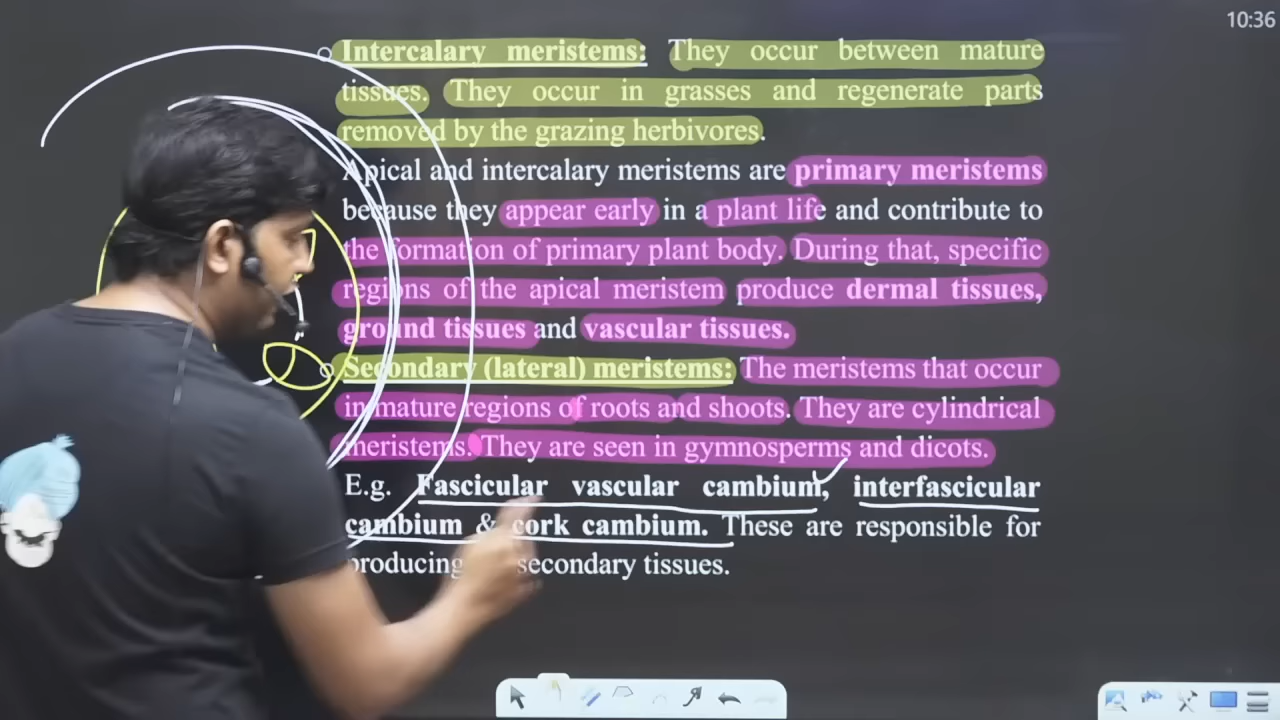 10:36
Intercalary meristems: They occur between mature
tissues. They occur in grasses and regenerate parts
removed by the grazing herbivores.
Apical and intercalary meristems are primary meristems
because they appear early in a plant life and contribute to
the formation of primary plant body. During that, specific
regions of the apical meristem produce dermal tissues,
ground tissues and vascular tissues.
Secondary (lateral) meristems: The meristems that occur
in mature regions of roots and shoots. They are cylindrical
meristems. They are seen in gymnosperms and dicots.
E.g. Fascicular vascular cambium, interfascicular
cambium & cork cambium. These are responsible for
producing secondary tissues.